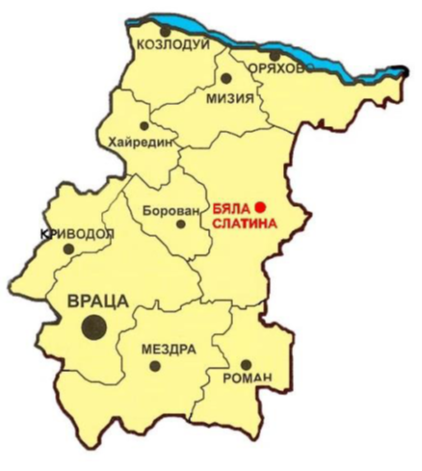 КОЗЛОДУЙ
ОРЯХОВО
МИЗИЯ
Хайредин
Борован
БЯЛА
СЛАТИНА
КРИВОДОЛ
ВРАЦА
МЕЗДРА
РОМАН